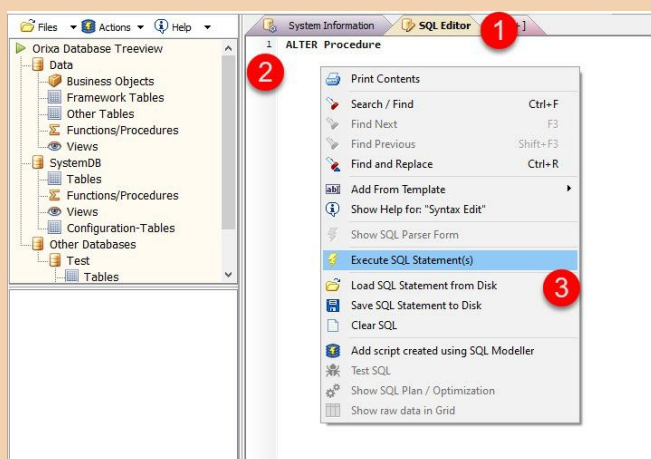 Files Actions Help
Orixa Database Treeview
Data
Business Objects
Framework Tables
Other Tables
Functions/Procedures
Views
SystemDB
Tables
Functions/Procedures
Views
Configuration-Tables
Other Databases
Test
Tables
System Information SQL Editor 1 ]
1 ALTER Procedure
2
Print Contents
Search / Find Ctrl+F
Find Next F3
Find Previous Shift+F3
Find and Replace Ctrl+R
Add From Template
Show Help for: "Syntax Edit"
Show SQL Parser Form
Execute SQL Statement(s)
3
Load SQL Statement from Disk
Save SQL Statement to Disk
Clear SQL
Add script created using SQL Modeller
Test SQL
Show SQL Plan / Optimization
Show raw data in Grid